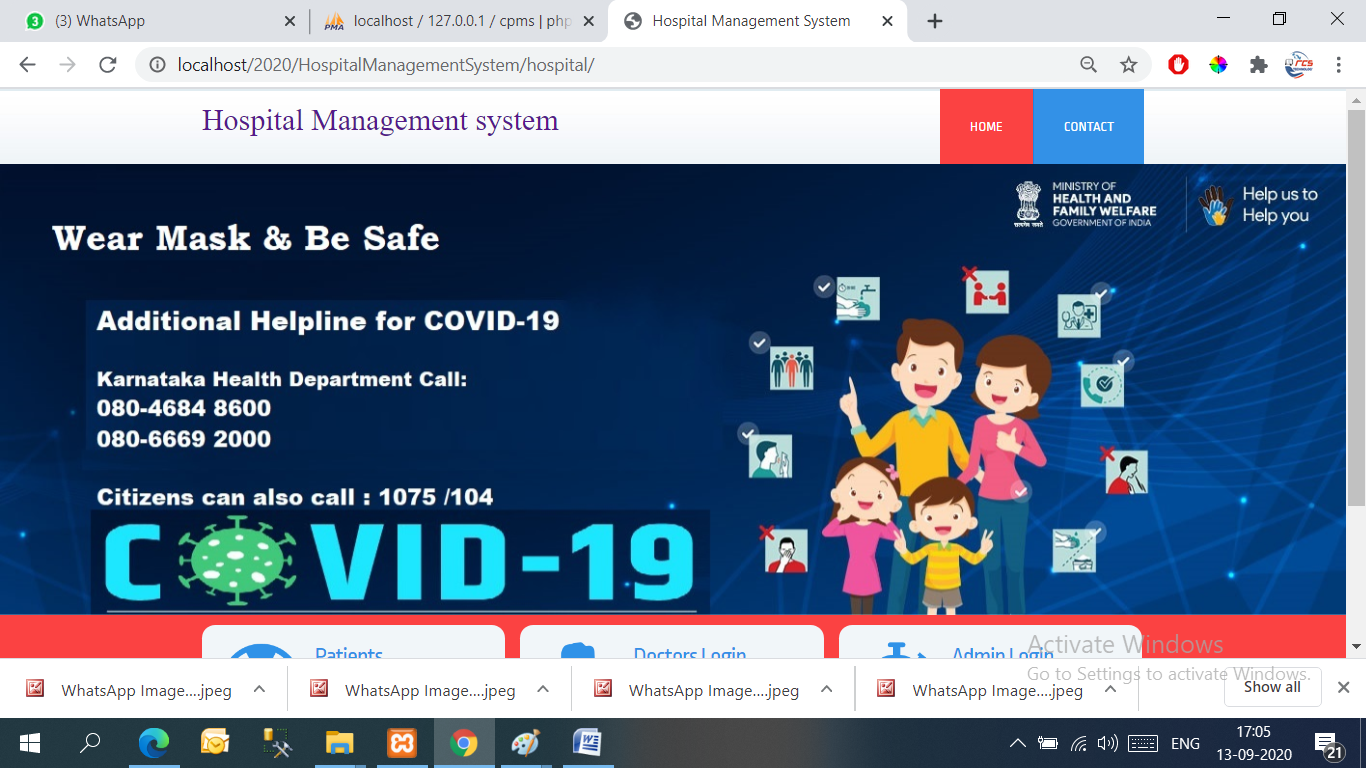 (3) WhatsApp
localhost / 127.0.0.1 / cpms | php
Hospital Management System
localhost/2020/HospitalManagementSystem/hospital/
Hospital Management system
HOME
CONTACT
MINISTRY OF
HEALTH AND
FAMILY WELFARE
GOVERNMENT OF INDIA
सत्यमेव जयते
Help us to
Help you
Wear Mask & Be Safe
Additional Helpline for COVID-19
Karnataka Health Department Call:
080-4684 8600
080-6669 2000
Citizens can also call : 1075 /104
COVID-19
Patients
Doctors Login
Admin Login
Activate Windows
Go to Settings to activate Windows.
WhatsApp Image....jpeg
WhatsApp Image....jpeg
WhatsApp Image....jpeg
WhatsApp Image....jpeg
Show all
ENG
17:05
13-09-2020
21